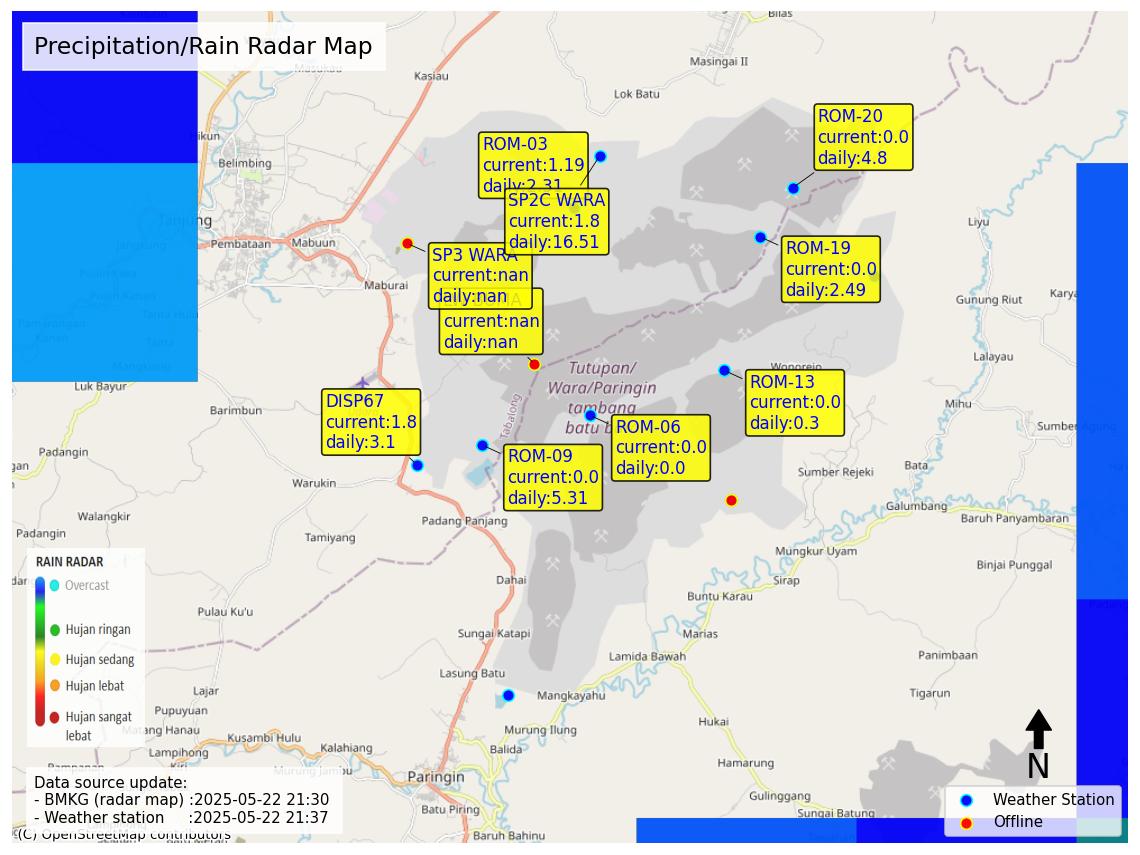 Precipitation/Rain Radar Map
Bilas
Masingai II
Kasiau
Lok Batu
Hikun
Belimbing
Tanjung
Pembataan
Mabuun
Maburai
Liyu
Gunung Riut
Karya
Lalayau
Mihu
Wonorejo
ROM-20
current:0.0
daily:4.8
ROM-03
current:1.19
daily:2.31
SP2C WARA
current:1.8
daily:16.51
ROM-19
current:0.0
daily:2.49
SP3 WARA
current:nan
daily:nan
current:nan
daily:nan
Tutupan/
Wara/Paringin
tambang
batu b
Tabalong
ROM-13
current:0.0
daily:0.3
DISP67
current:1.8
daily:3.1
ROM-06
current:0.0
daily:0.0
ROM-09
current:0.0
daily:5.31
Luk Bayur
Barimbun
Padangin
Warukin
Walangkir
Padangin
Tamiyang
Padang Panjang
Sumber Rejeki
Bata
Sumber Agung
Galumbang
Baruh Panyambaran
Mungkur Uyam
Binjai Punggal
Sirap
Buntu Karau
Dahai
Pulau Ku'u
Sungai Katapi
Marias
Lamida Bawah
Panimbaan
Lasung Batu
Tigarun
Lajar
Mangkayahu
Pupuyuan
Matang Hanau
Hukai
Murung Ilung
Kusambi Hulu
Lampihong
Kalahiang
Balida
Hamarung
Murung Jambu
Paringin
Gulinggang
Batu Piring
Sungai Batung
Baruh Bahinu
RAIN RADAR
Overcast
Hujan ringan
Hujan sedang
Hujan lebat
Hujan sangat
lebat
Data source update:
- BMKG (radar map) :2025-05-22 21:30
- Weather station :2025-05-22 21:37
(C) OpenStreetMap contributors
N
Weather Station
Offline